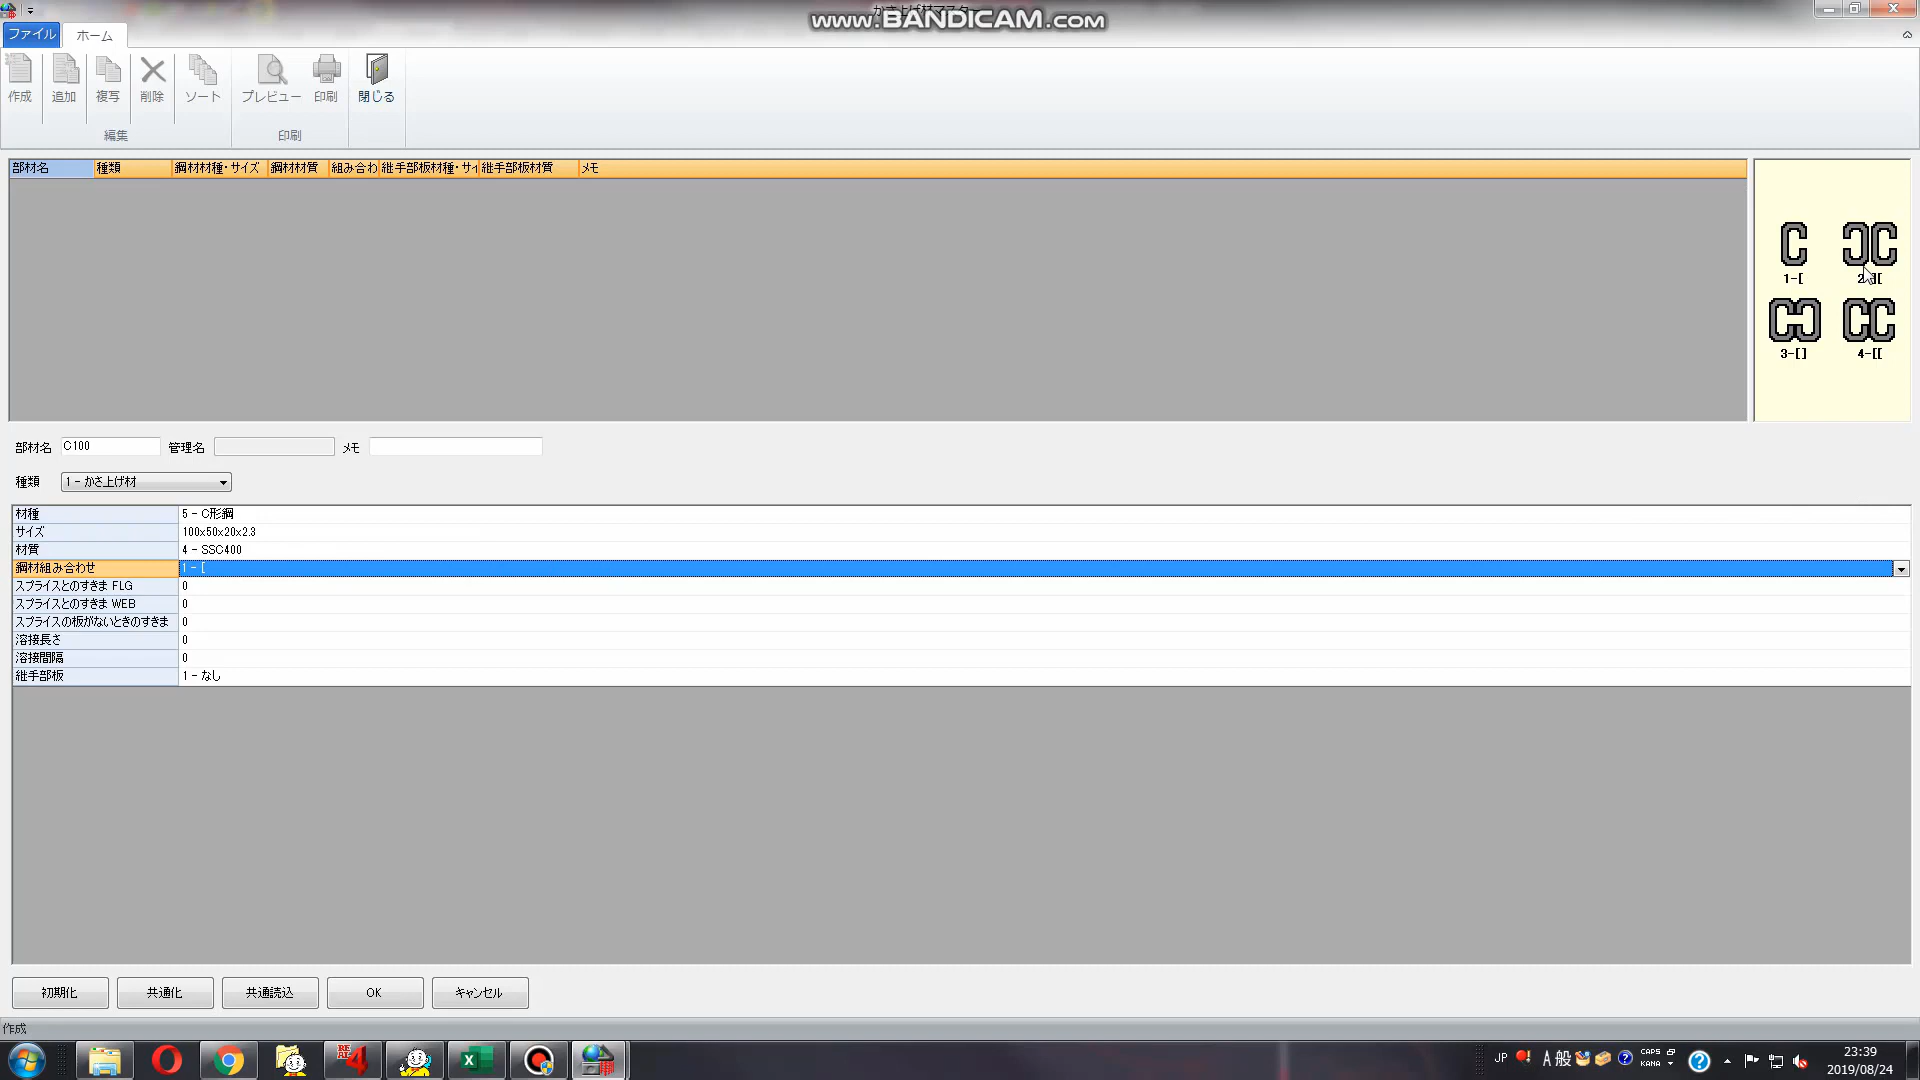 かさ上げ材マスター
www.BANDICAM.com
ファイル ホーム
作成 追加 複写 削除 ソート プレビュー 印刷 閉じる
編集 印刷
部材名 種類 鋼材材種・サイズ 鋼材材質 組み合わ 継手部板材種・サイ 継手部板材質 メモ
1-[ 2-][
3-[] 4-[[
部材名 C100 管理名 メモ
種類 1 - かさ上げ材
材種 5 - C形鋼
サイズ 100x50x20x2.3
材質 4 - SSC400
鋼材組み合わせ 1 - [
スプライスとのすきま FLG 0
スプライスとのすきま WEB 0
スプライスの板がないときのすきま 0
溶接長さ 0
溶接間隔 0
継手部板 1 - なし
初期化 共通化 共通読込 OK キャンセル
作成
JP A 般 CAPS KANA 23:39
2019/08/24